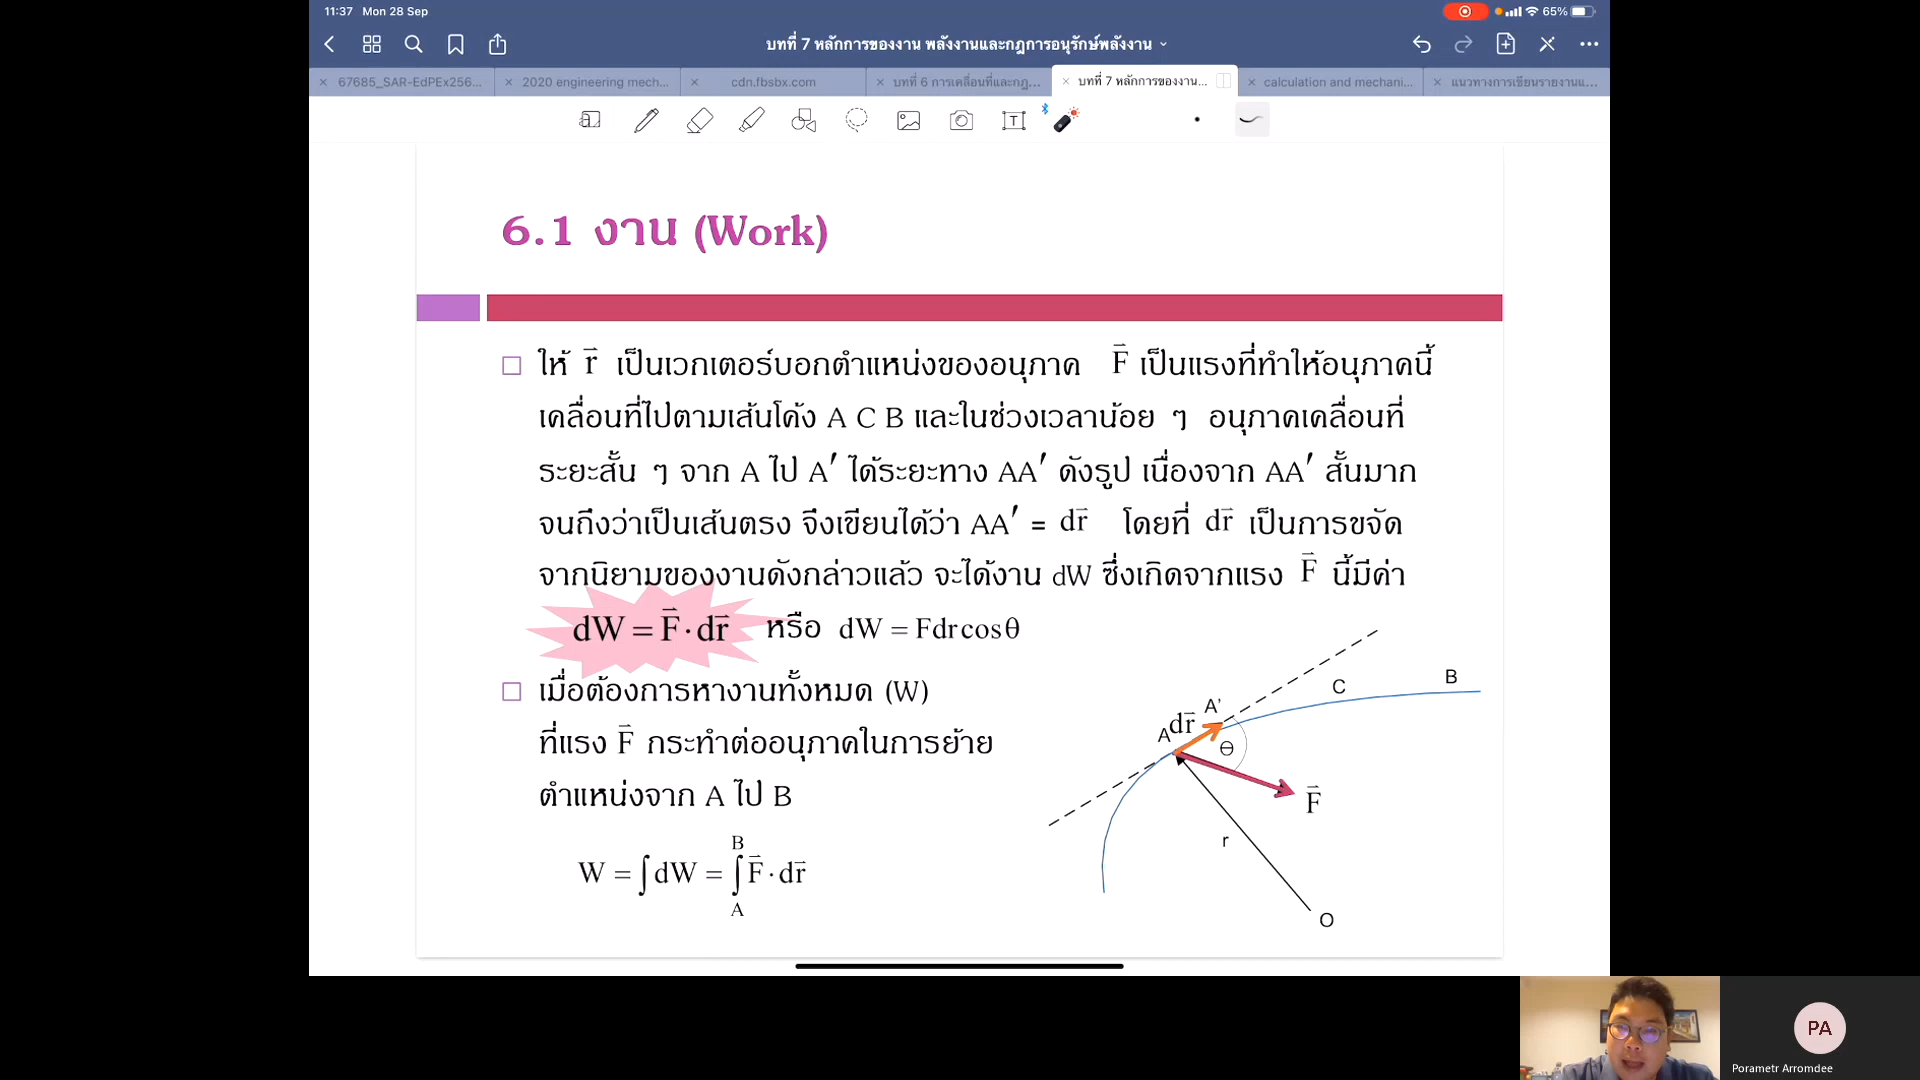 11:37 Mon 28 Sep
65%
บทที่ 7 หลักการของงาน พลังงานและกฎการอนุรักษ์พลังงาน
67685_SAR-EdPEx256...
2020 engineering mech...
cdn.fbsbx.com
บทที่ 6 การเคลื่อนที่และกฎ...
บทที่ 7 หลักการของงาน...
calculation and mechani...
แนวทางการเขียนรายงานแ...
6.1 งาน (Work)
ให้ r⃗ เป็นเวกเตอร์บอกตำแหน่งของอนุภาค F⃗ เป็นแรงที่ทำให้อนุภาคนี้
เคลื่อนที่ไปตามเส้นโค้ง A C B และในช่วงเวลาน้อย ๆ อนุภาคเคลื่อนที่
ระยะสั้น ๆ จาก A ไป A′ ได้ระยะทาง AA′ ดังรูป เนื่องจาก AA′ สั้นมาก
จนถึงว่าเป็นเส้นตรง จึงเขียนได้ว่า AA′ = dr⃗ โดยที่ dr⃗ เป็นการขจัด
จากนิยามของงานดังกล่าวแล้ว จะได้งาน dW ซึ่งเกิดจากแรง F⃗ นี้มีค่า
dW = F⃗ · dr⃗ หรือ dW = Fdrcosθ
เมื่อต้องการหางานทั้งหมด (W)
ที่แรง F⃗ กระทำต่ออนุภาคในการย้าย
ตำแหน่งจาก A ไป B
B
W = ∫dW = ∫F⃗ · dr⃗
A
B
C
A'
dr⃗
A
θ
F⃗
r
O
PA
Porametr Arromdee